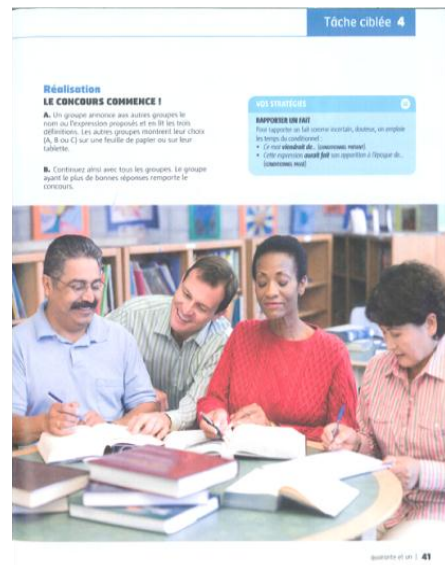 Tâche ciblée 4
Réalisation
LE CONCOURS COMMENCE !
A. Un groupe annonce aux autres groupes le
nom ou l'expression proposés et en lit les trois
définitions. Les autres groupes montrent leur choix
(A, B ou C) sur une feuille de papier ou sur leur
tablette.
B. Continuez ainsi avec tous les groupes. Le groupe
ayant le plus de bonnes réponses remporte le
concours.
VOS STRATÉGIES
RAPPORTER UN FAIT
Pour rapporter un fait comme incertain, douteux, on emploie
les temps du conditionnel :
• Ce mot viendrait de… (CONDITIONNEL PRÉSENT)
• Cette expression aurait fait son apparition à l'époque de…
(CONDITIONNEL PASSÉ)
quarante et un | 41